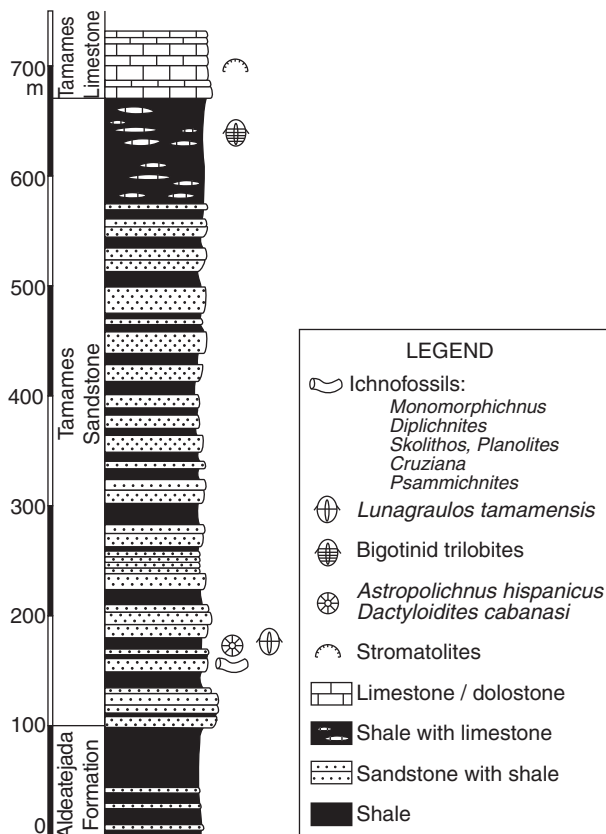 Tamames
Limestone
700
m
600
500
400
300
200
100
0
Tamames
Sandstone
Aldeatejada
Formation
LEGEND
Ichnofossils:
Monomorphichnus
Diplichnites
Skolithos, Planolites
Cruziana
Psammichnites
Lunagraulos tamamensis
Bigotinid trilobites
Astropolichnus hispanicus
Dactyloidites cabanasi
Stromatolites
Limestone / dolostone
Shale with limestone
Sandstone with shale
Shale